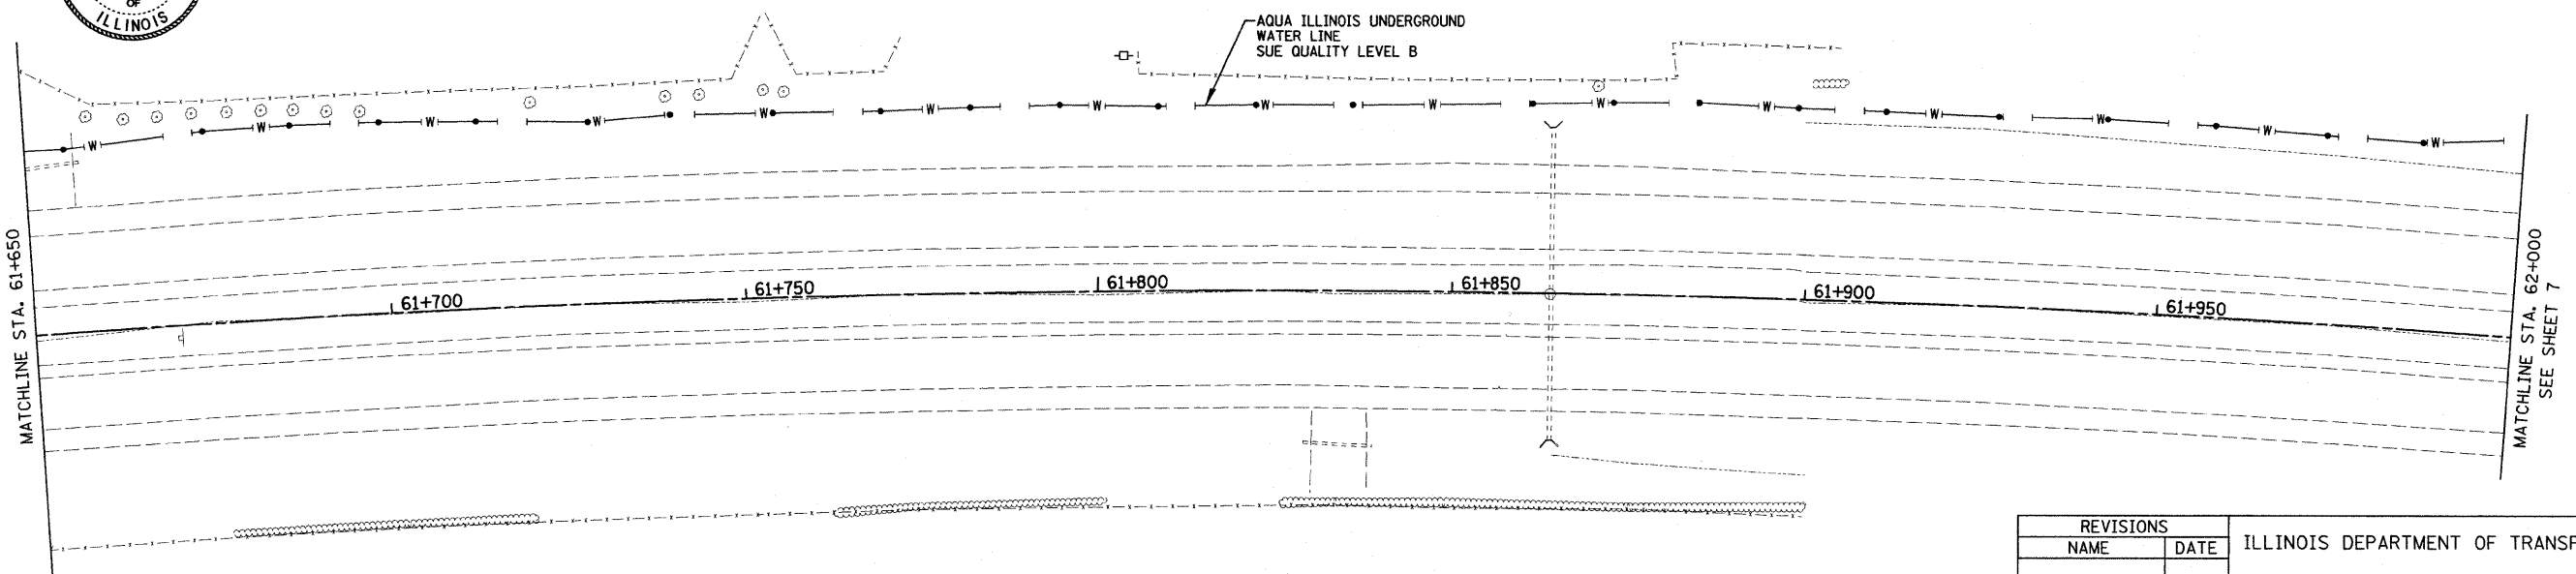 OF
ILLINOIS
AQUA ILLINOIS UNDERGROUND
WATER LINE
SUE QUALITY LEVEL B
W W W W W W W W W W W W W W W
MATCHLINE STA. 61+650
61+700
61+750
61+800
61+850
61+900
61+950
MATCHLINE STA. 62+000
SEE SHEET 7
REVISIONS
NAME DATE
ILLINOIS DEPARTMENT OF